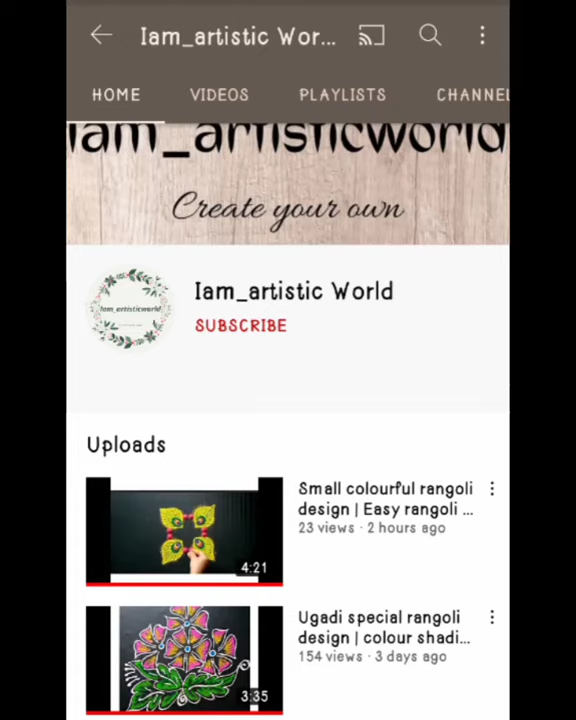 Iam_artistic Wor...
HOME
VIDEOS
PLAYLISTS
CHANNEL
Iam_artisticworld
Create your own
Iam_artisticworld
Iam_artistic World
SUBSCRIBE
Uploads
Small colourful rangoli
design | Easy rangoli ...
23 views · 2 hours ago
4:21
Ugadi special rangoli
design | colour shadi...
154 views · 3 days ago
3:35